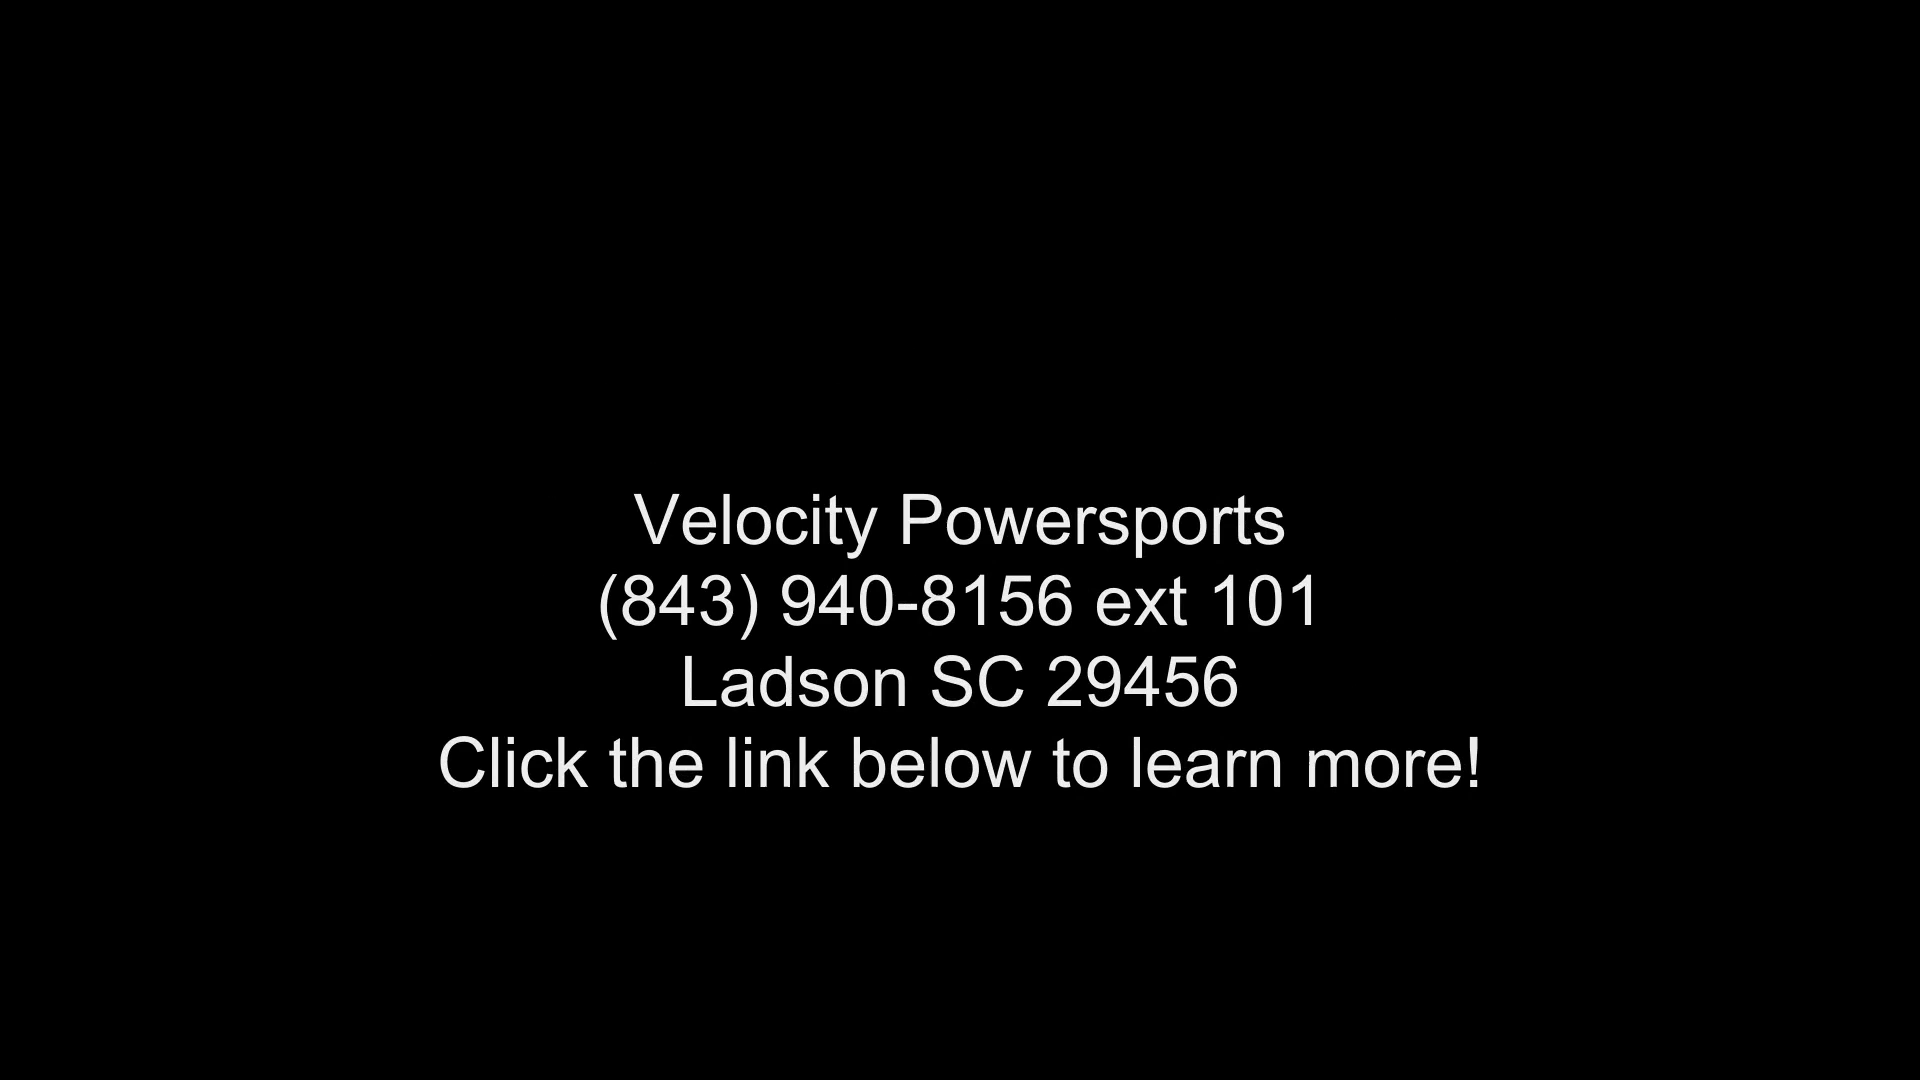 Velocity Powersports
(843) 940-8156 ext 101
Ladson SC 29456
Click the link below to learn more!